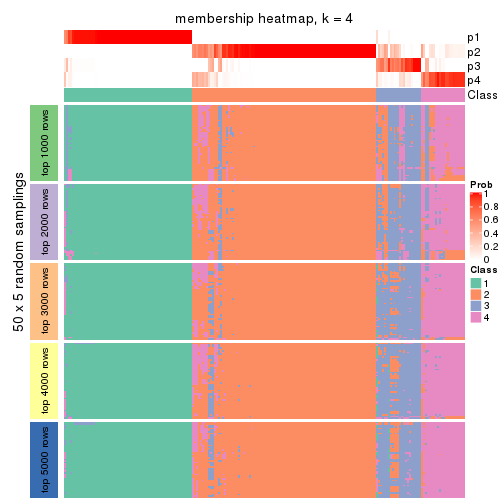 membership heatmap, k = 4
p1
p2
p3
p4
Class
50 x 5 random samplings
top 1000 rows
top 2000 rows
top 3000 rows
top 4000 rows
top 5000 rows
Prob
1
0.8
0.6
0.4
0.2
0
Class
1
2
3
4